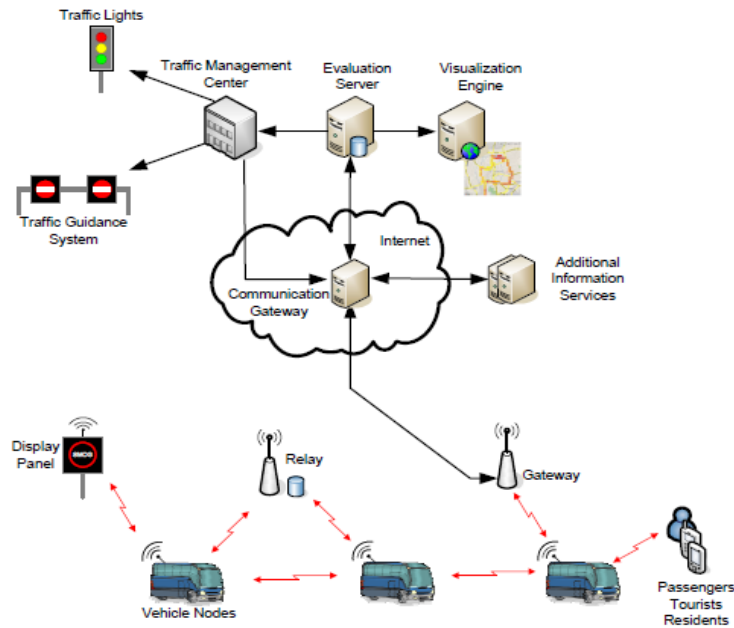 Traffic Lights
Traffic Management
Center
Evaluation
Server
Visualization
Engine
Traffic Guidance
System
Internet
Communication
Gateway
Additional
Information
Services
Display
Panel
Relay
Gateway
Vehicle Nodes
Passengers
Tourists
Residents